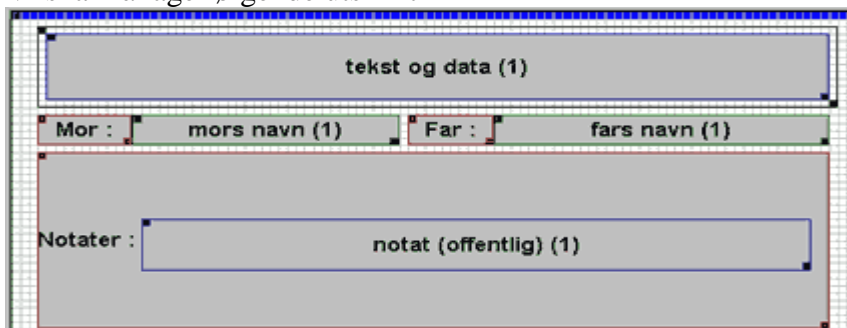 tekst og data (1)
Mor : mors navn (1) Far : fars navn (1)
Notater : notat (offentlig) (1)